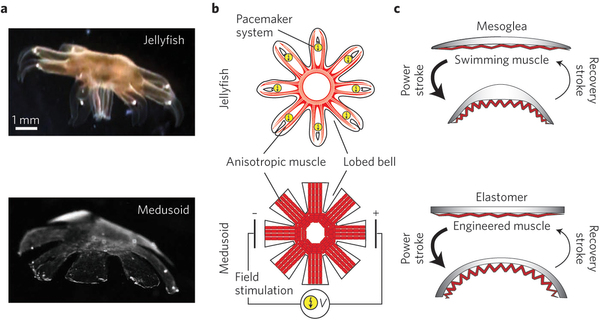 a
Jellyfish
1 mm
Medusoid
b
Pacemaker
system
Jellyfish
Anisotropic muscle
Lobed bell
Medusoid
-
+
Field
stimulation
V
c
Mesoglea
Swimming muscle
Power
stroke
Recovery
stroke
Elastomer
Engineered muscle
Power
stroke
Recovery
stroke